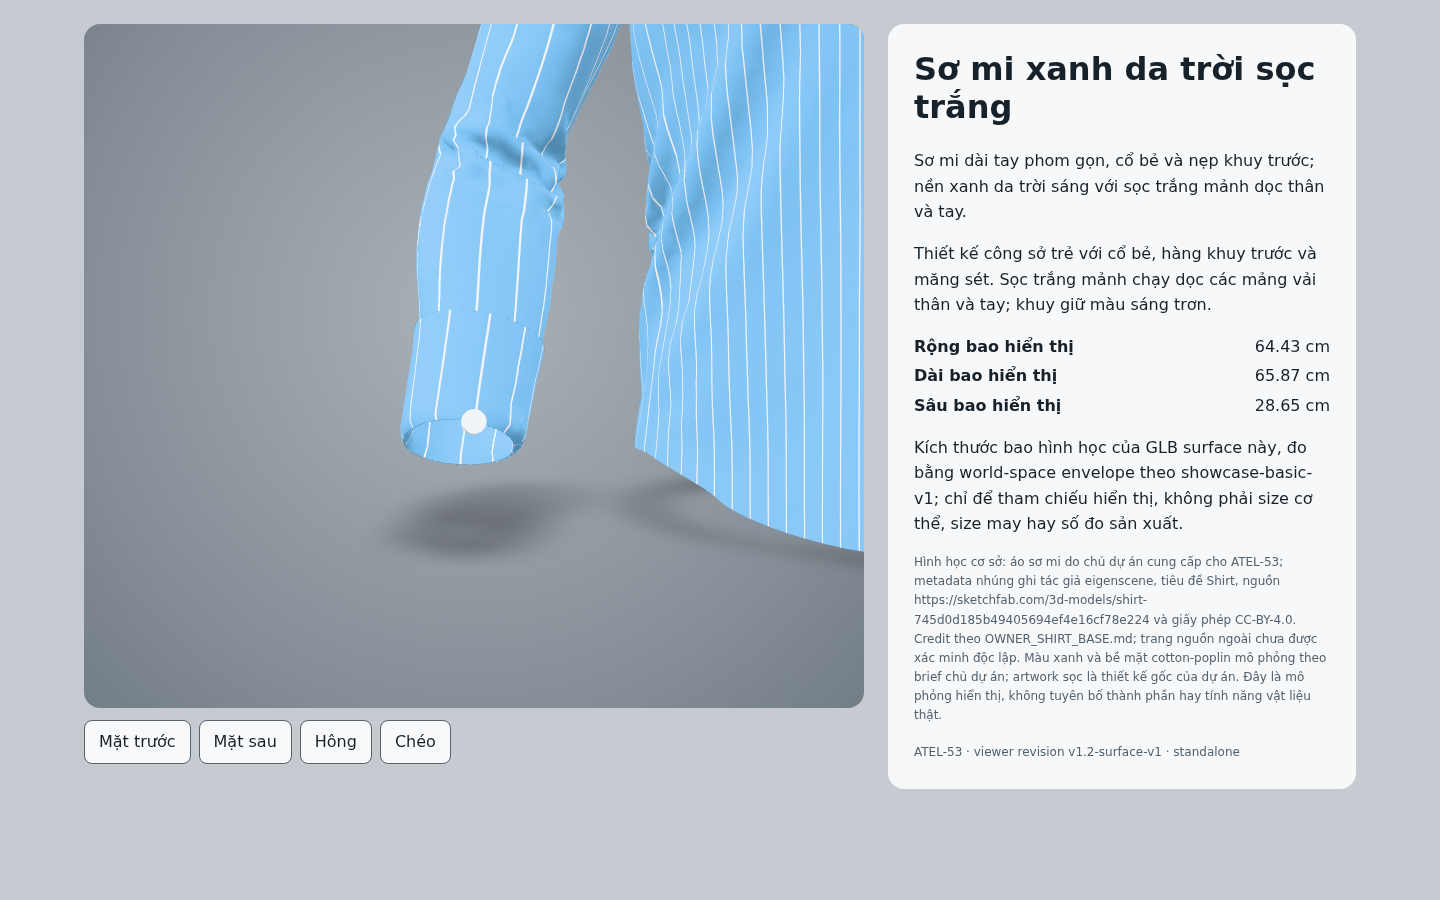 Sơ mi xanh da trời sọc
trắng
Sơ mi dài tay phom gọn, cổ bẻ và nẹp khuy trước;
nền xanh da trời sáng với sọc trắng mảnh dọc thân
và tay.
Thiết kế công sở trẻ với cổ bẻ, hàng khuy trước và
măng sét. Sọc trắng mảnh chạy dọc các mảng vải
thân và tay; khuy giữ màu sáng trơn.
Rộng bao hiển thị 64.43 cm
Dài bao hiển thị 65.87 cm
Sâu bao hiển thị 28.65 cm
Kích thước bao hình học của GLB surface này, đo
bằng world-space envelope theo showcase-basic-
v1; chỉ để tham chiếu hiển thị, không phải size cơ
thể, size may hay số đo sản xuất.
Hình học cơ sở: áo sơ mi do chủ dự án cung cấp cho ATEL-53;
metadata nhúng ghi tác giả eigenscene, tiêu đề Shirt, nguồn
https://sketchfab.com/3d-models/shirt-
745d0d185b49405694ef4e16cf78e224 và giấy phép CC-BY-4.0.
Credit theo OWNER_SHIRT_BASE.md; trang nguồn ngoài chưa được
xác minh độc lập. Màu xanh và bề mặt cotton-poplin mô phỏng theo
brief chủ dự án; artwork sọc là thiết kế gốc của dự án. Đây là mô
phỏng hiển thị, không tuyên bố thành phần hay tính năng vật liệu
thật.
ATEL-53 · viewer revision v1.2-surface-v1 · standalone
Mặt trước
Mặt sau
Hông
Chéo